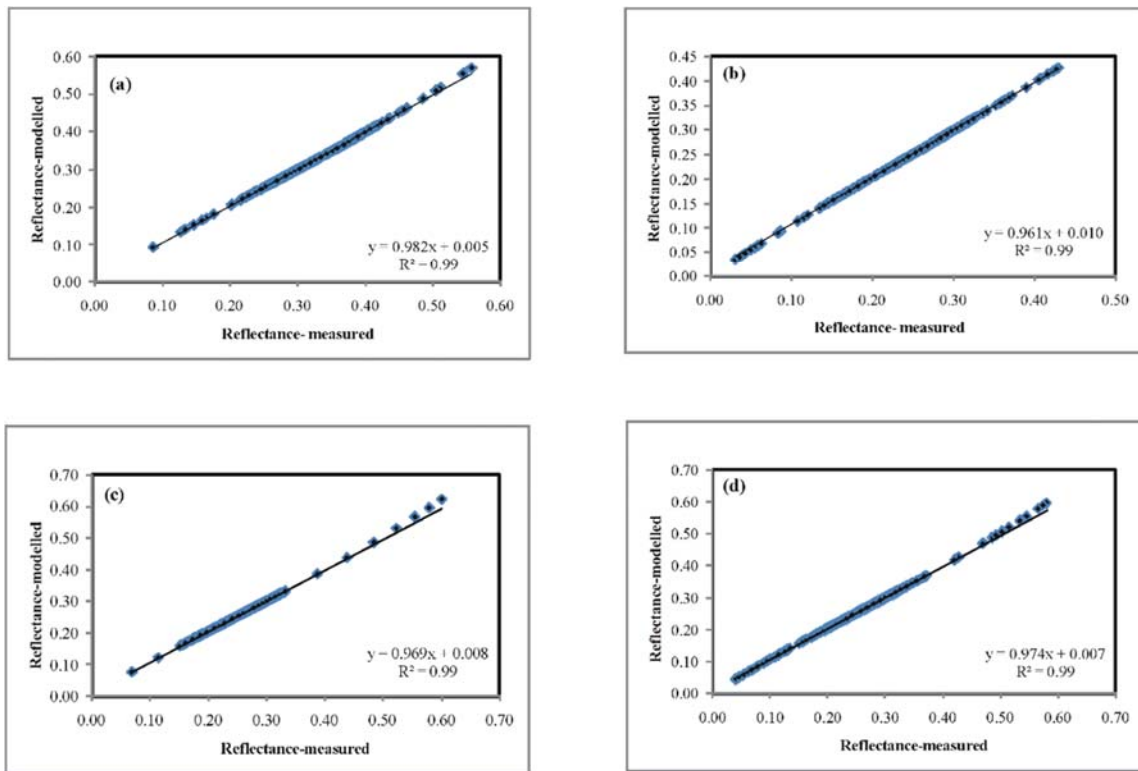 (a)
Reflectance-modelled
0.60
0.50
0.40
0.30
0.20
0.10
0.00
y = 0.982x + 0.005
R² = 0.99
0.00 0.10 0.20 0.30 0.40 0.50 0.60
Reflectance- measured
(b)
Reflectance-modelled
0.45
0.40
0.35
0.30
0.25
0.20
0.15
0.10
0.05
0.00
y = 0.961x + 0.010
R² = 0.99
0.00 0.10 0.20 0.30 0.40 0.50
Reflectance- measured
(c)
Reflectance-modelled
0.70
0.60
0.50
0.40
0.30
0.20
0.10
0.00
y = 0.969x + 0.008
R² = 0.99
0.00 0.10 0.20 0.30 0.40 0.50 0.60 0.70
Reflectance-measured
(d)
Reflectance-modelled
0.70
0.60
0.50
0.40
0.30
0.20
0.10
0.00
y = 0.974x + 0.007
R² = 0.99
0.00 0.10 0.20 0.30 0.40 0.50 0.60 0.70
Reflectance-measured